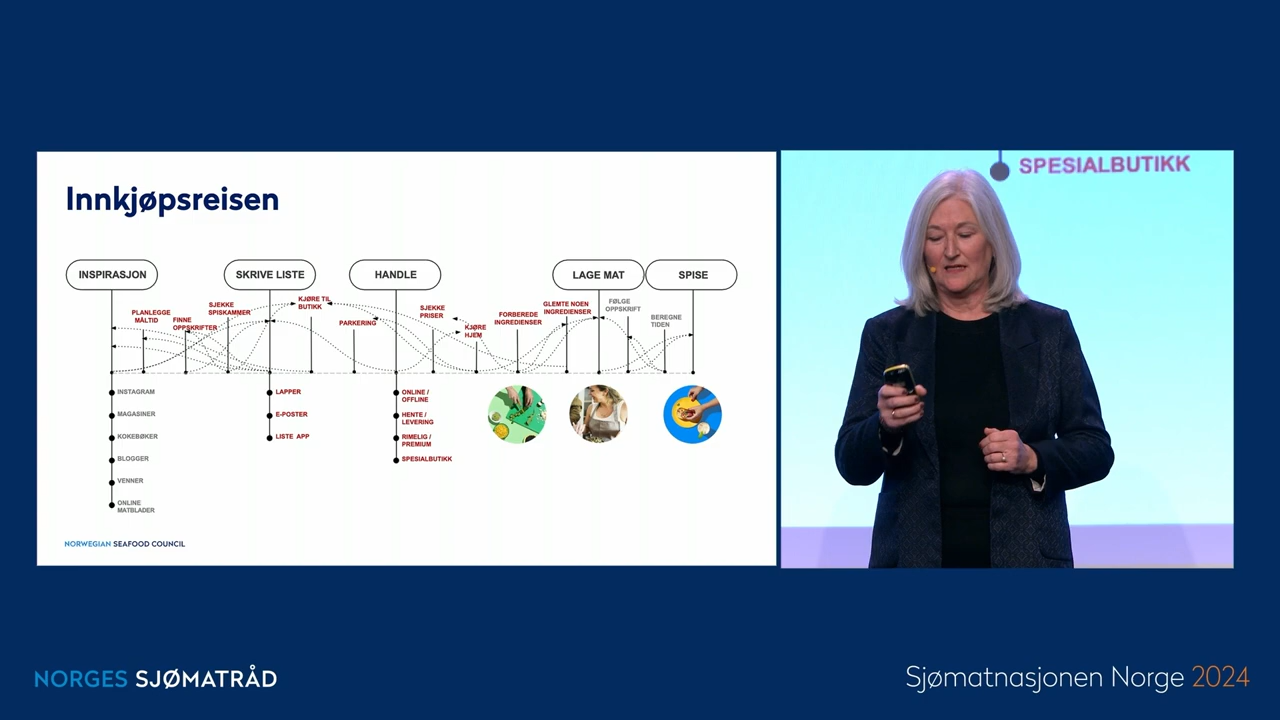 Innkjøpsreisen
INSPIRASJON
SKRIVE LISTE
HANDLE
LAGE MAT
SPISE
PLANLEGGE
MÅLTID
FINNE
OPPSKRIFTER
SJEKKE
SPISKAMMER
KJØRE TIL
BUTIKK
PARKERING
SJEKKE
PRISER
KJØRE
HJEM
FORBEREDE
INGREDIENSER
GLEMTE NOEN
INGREDIENSER
FØLGE
OPPSKRIFT
BEREGNE
TIDEN
INSTAGRAM
MAGASINER
KOKEBØKER
BLOGGER
VENNER
ONLINE
MATBLADER
LAPPER
E-POSTER
LISTE APP
ONLINE /
OFFLINE
HENTE /
LEVERING
RIMELIG /
PREMIUM
SPESIALBUTIKK
NORWEGIAN SEAFOOD COUNCIL
SPESIALBUTIKK
NORGES SJØMATRÅD
Sjømatnasjonen Norge 2024